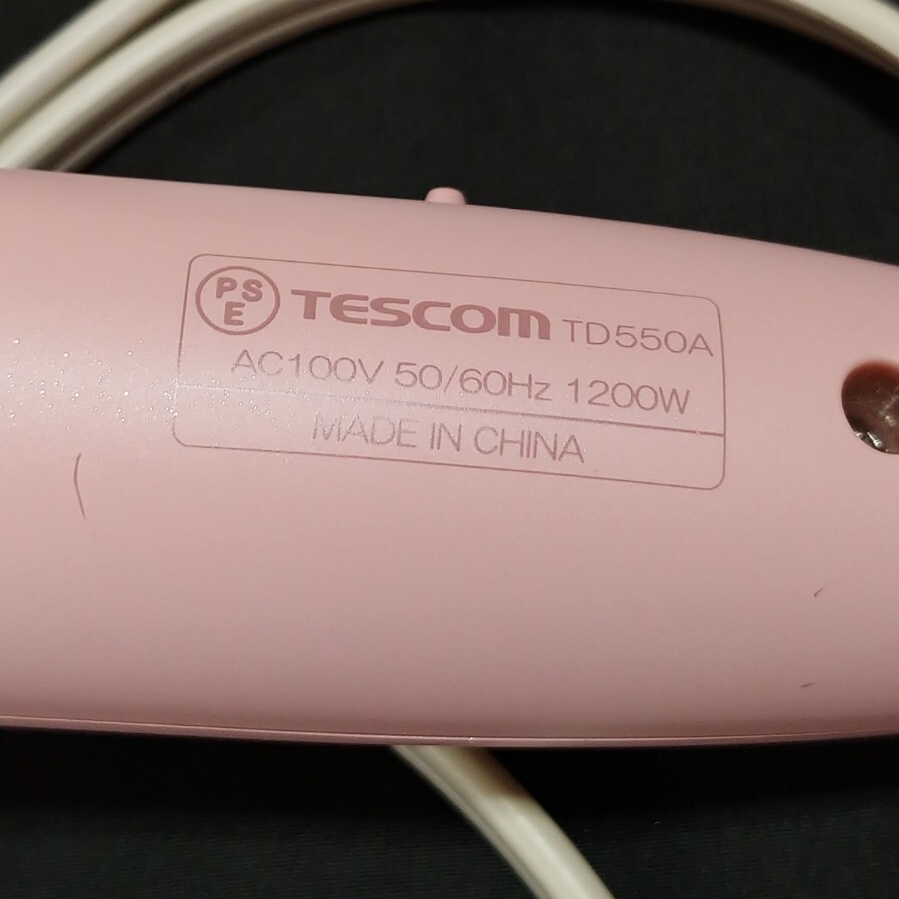 PSE TESCOM TD550A
AC100V 50/60Hz 1200W
MADE IN CHINA